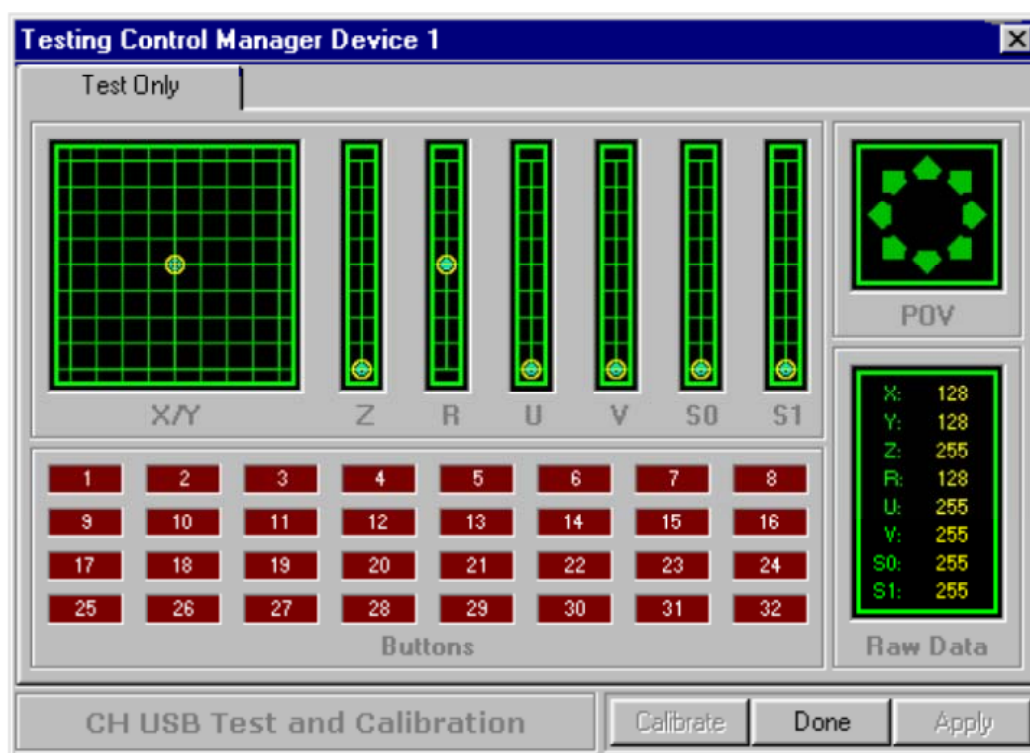 Testing Control Manager Device 1
Test Only
X/Y Z R U V S0 S1
POV
1 2 3 4 5 6 7 8
9 10 11 12 13 14 15 16
17 18 19 20 21 22 23 24
25 26 27 28 29 30 31 32
Buttons
X: 128
Y: 128
Z: 255
R: 128
U: 255
V: 255
S0: 255
S1: 255
Raw Data
CH USB Test and Calibration
Calibrate Done Apply